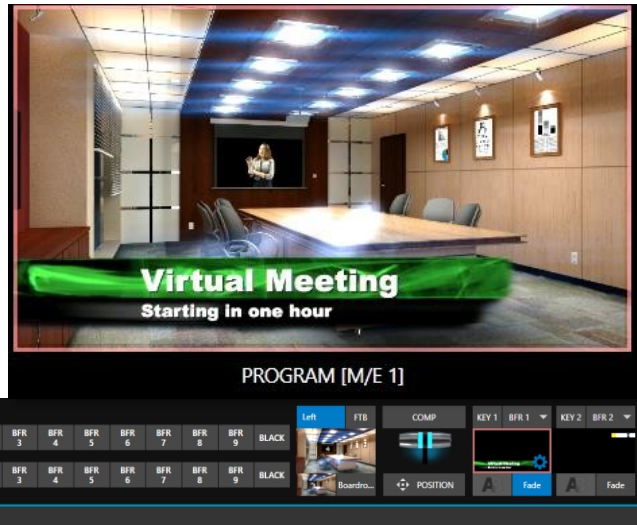 Virtual Meeting
Starting in one hour
PROGRAM [M/E 1]
Left FTB COMP KEY 1 BFR 1 KEY 2 BFR 2
BFR 3 BFR 4 BFR 5 BFR 6 BFR 7 BFR 8 BFR 9 BLACK
Virtual Meeting
BFR 3 BFR 4 BFR 5 BFR 6 BFR 7 BFR 8 BFR 9 BLACK
Boardro... POSITION A Fade A Fade